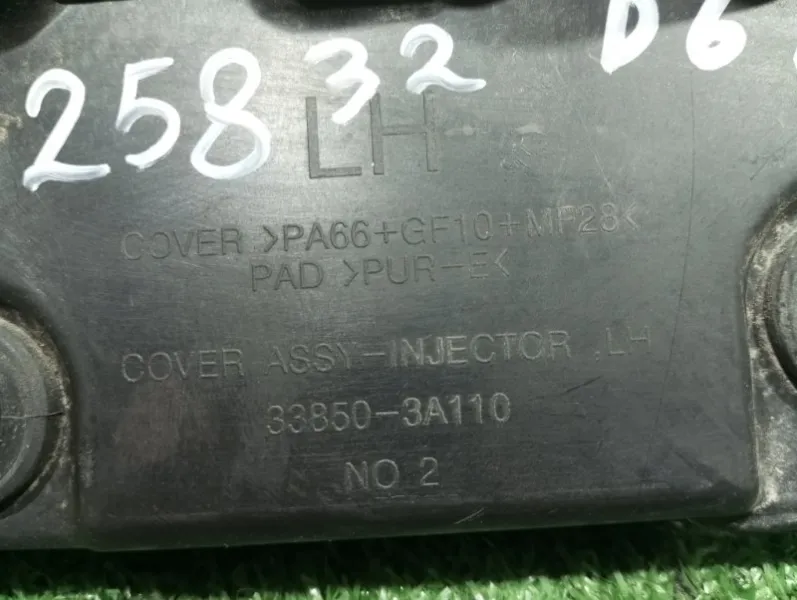 25832 D6
LH
COVER >PA66+GF10+MF28<
PAD >PUR-E<
COVER ASSY-INJECTOR ,LH
33850-3A110
NO 2